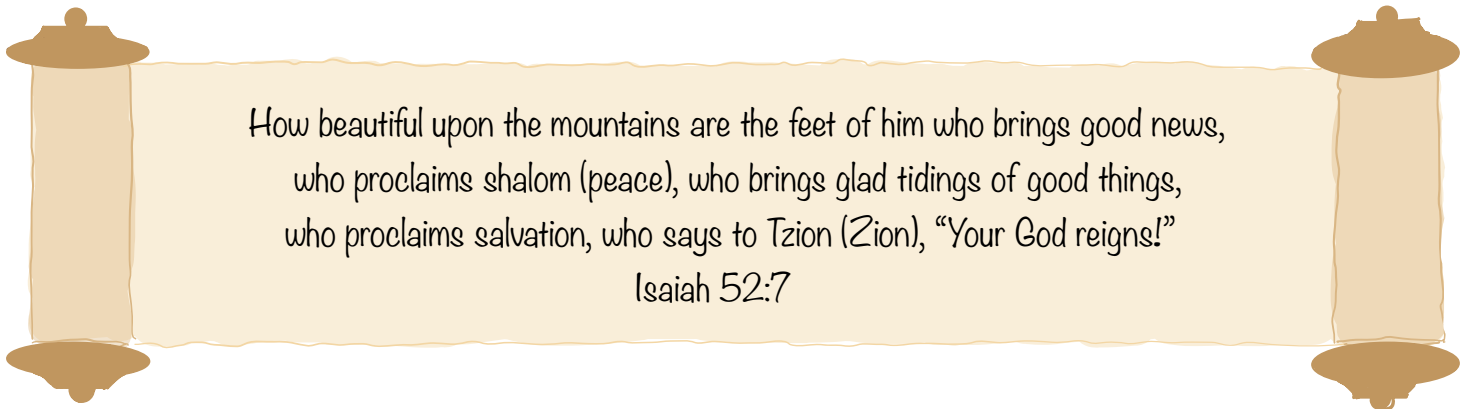 How beautiful upon the mountains are the feet of him who brings good news,
who proclaims shalom (peace), who brings glad tidings of good things,
who proclaims salvation, who says to Tzion (Zion), “Your God reigns!”
Isaiah 52:7